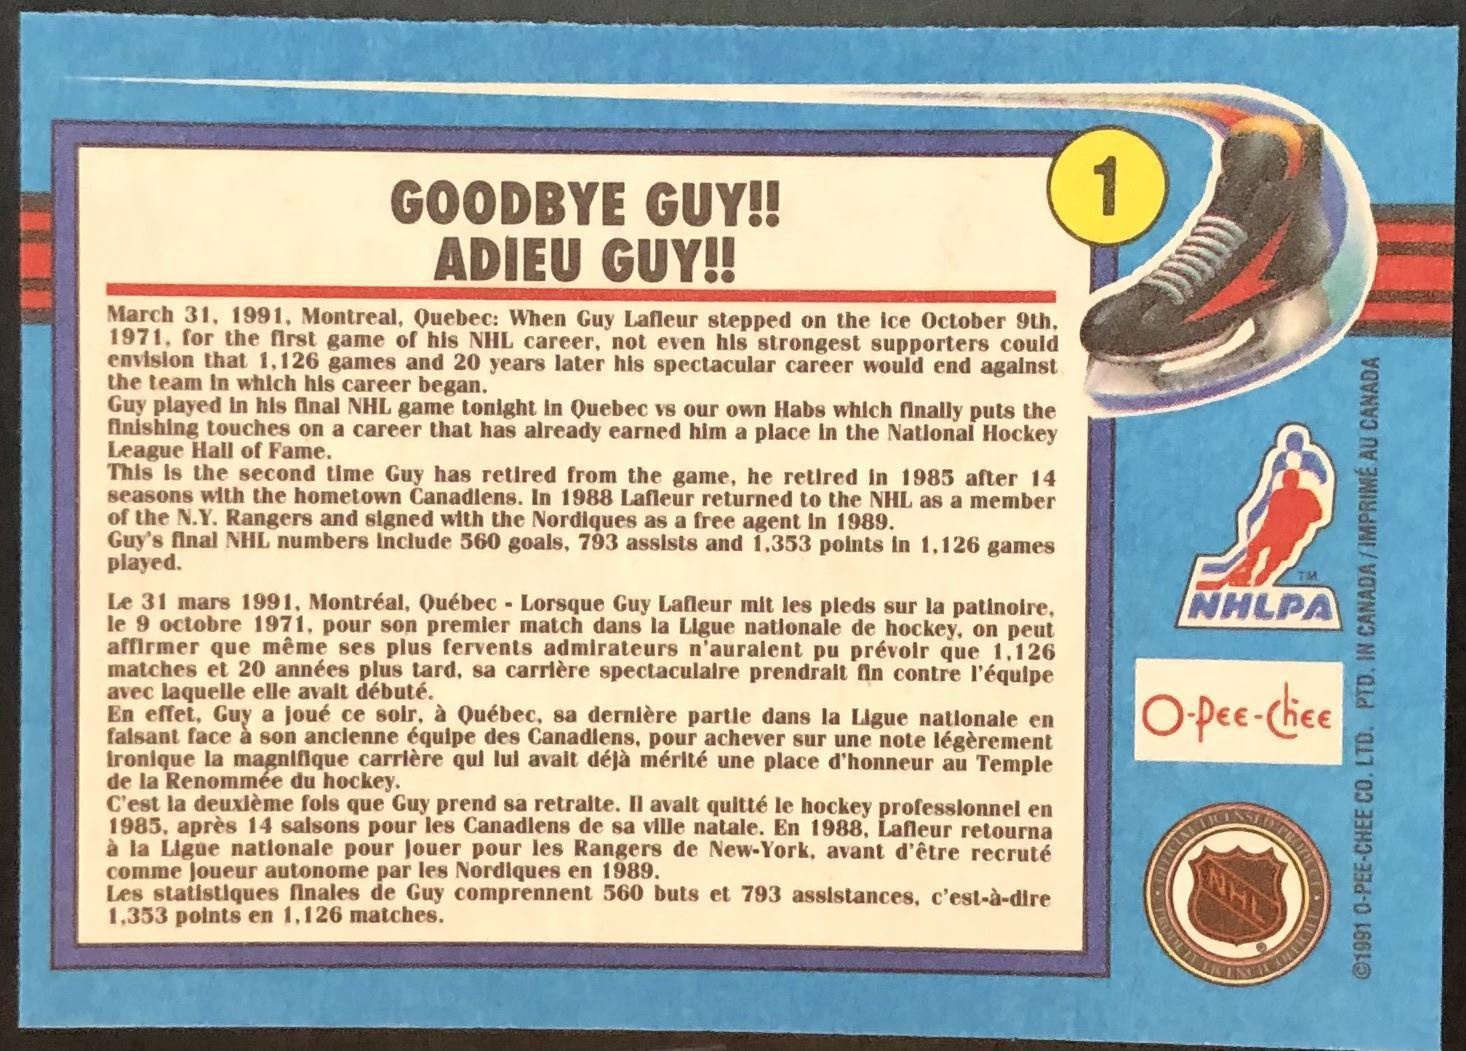 GOODBYE GUY!!
ADIEU GUY!!
1
March 31, 1991, Montreal, Quebec: When Guy Lafleur stepped on the ice October 9th,
1971, for the first game of his NHL career, not even his strongest supporters could
envision that 1,126 games and 20 years later his spectacular career would end against
the team in which his career began.
Guy played in his final NHL game tonight in Quebec vs our own Habs which finally puts the
finishing touches on a career that has already earned him a place in the National Hockey
League Hall of Fame.
This is the second time Guy has retired from the game, he retired in 1985 after 14
seasons with the hometown Canadiens. In 1988 Lafleur returned to the NHL as a member
of the N.Y. Rangers and signed with the Nordiques as a free agent in 1989.
Guy's final NHL numbers include 560 goals, 793 assists and 1,353 points in 1,126 games
played.
Le 31 mars 1991, Montréal, Québec - Lorsque Guy Lafleur mit les pieds sur la patinoire,
le 9 octobre 1971, pour son premier match dans la Ligue nationale de hockey, on peut
affirmer que même ses plus fervents admirateurs n'auraient pu prévoir que 1,126
matches et 20 années plus tard, sa carrière spectaculaire prendrait fin contre l'équipe
avec laquelle elle avait débuté.
En effet, Guy a joué ce soir, à Québec, sa dernière partie dans la Ligue nationale en
faisant face à son ancienne équipe des Canadiens, pour achever sur une note légèrement
ironique la magnifique carrière qui lui avait déjà mérité une place d'honneur au Temple
de la Renommée du hockey.
C'est la deuxième fois que Guy prend sa retraite. Il avait quitté le hockey professionnel en
1985, après 14 saisons pour les Canadiens de sa ville natale. En 1988, Lafleur retourna
à la Ligue nationale pour jouer pour les Rangers de New-York, avant d'être recruté
comme joueur autonome par les Nordiques en 1989.
Les statistiques finales de Guy comprennent 560 buts et 793 assistances, c'est-à-dire
1,353 points en 1,126 matches.
TM
NHLPA
O-Pee-Chee
OFFICIAL LICENSED PRODUCT
NHL
®
PRODUIT LICENCIÉ OFFICIEL
©1991 O-PEE-CHEE CO. LTD. PTD. IN CANADA / IMPRIMÉ AU CANADA